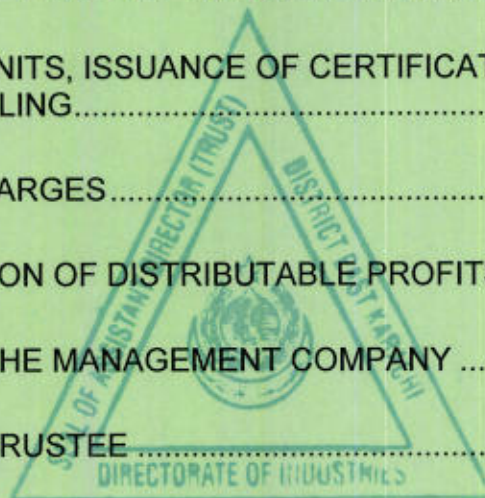 NITS, ISSUANCE OF CERTIFICAT
LING..............................................
ARGES..........................................
ON OF DISTRIBUTABLE PROFIT
HE MANAGEMENT COMPANY ...
RUSTEE .......................................
SEAL OF ASSISTANT DIRECTOR (TRUST)
DISTRICT EAST KARACHI
DIRECTORATE OF INDUSTRIES